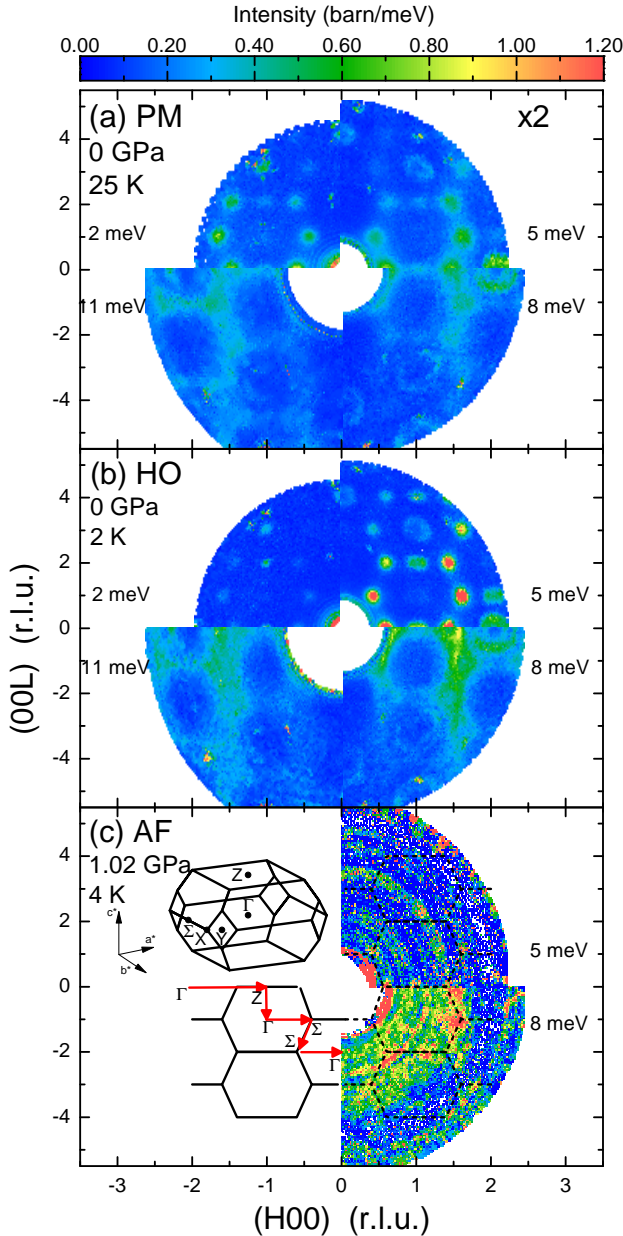 Intensity (barn/meV)
0.00 0.20 0.40 0.60 0.80 1.00 1.20
(a) PM
x2
0 GPa
25 K
2 meV
5 meV
11 meV
8 meV
4
2
0
-2
-4
(b) HO
0 GPa
2 K
2 meV
5 meV
11 meV
8 meV
4
2
0
-2
-4
(00L) (r.l.u.)
(c) AF
1.02 GPa
4 K
Z
Γ
Σ
X
Y
c*
a*
b*
5 meV
8 meV
Γ
Z
Γ
Σ
Σ
Γ
4
2
0
-2
-4
-3 -2 -1 0 1 2 3
(H00) (r.l.u.)